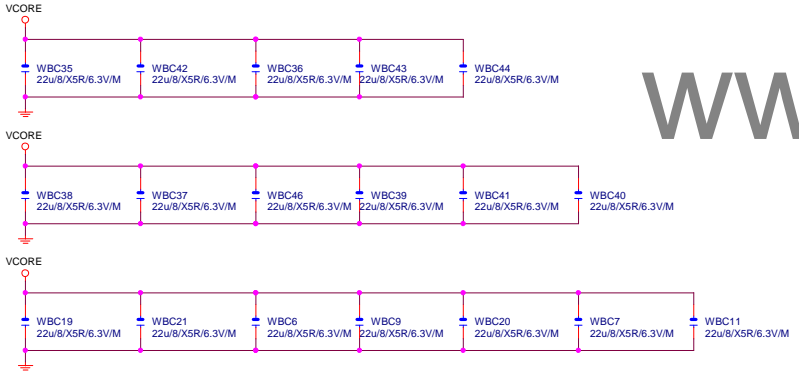 VCORE
WBC35 WBC42 WBC36 WBC43 WBC44
22u/8/X5R/6.3V/M 22u/8/X5R/6.3V/M 22u/8/X5R/6.3V/M 22u/8/X5R/6.3V/M 22u/8/X5R/6.3V/M
ww
VCORE
WBC38 WBC37 WBC46 WBC39 WBC41 WBC40
22u/8/X5R/6.3V/M 22u/8/X5R/6.3V/M 22u/8/X5R/6.3V/M 22u/8/X5R/6.3V/M 22u/8/X5R/6.3V/M 22u/8/X5R/6.3V/M
VCORE
WBC19 WBC21 WBC6 WBC9 WBC20 WBC7 WBC11
22u/8/X5R/6.3V/M 22u/8/X5R/6.3V/M 22u/8/X5R/6.3V/M 22u/8/X5R/6.3V/M 22u/8/X5R/6.3V/M 22u/8/X5R/6.3V/M 22u/8/X5R/6.3V/M